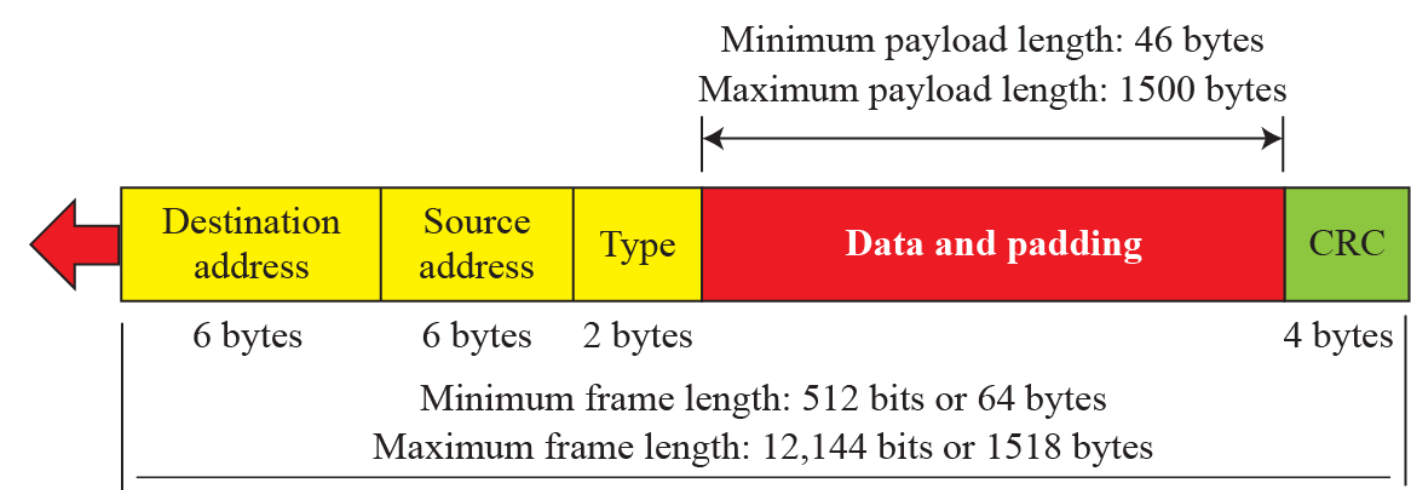 Minimum payload length: 46 bytes
Maximum payload length: 1500 bytes
Destination address
Source address
Type
Data and padding
CRC
6 bytes
6 bytes
2 bytes
4 bytes
Minimum frame length: 512 bits or 64 bytes
Maximum frame length: 12,144 bits or 1518 bytes